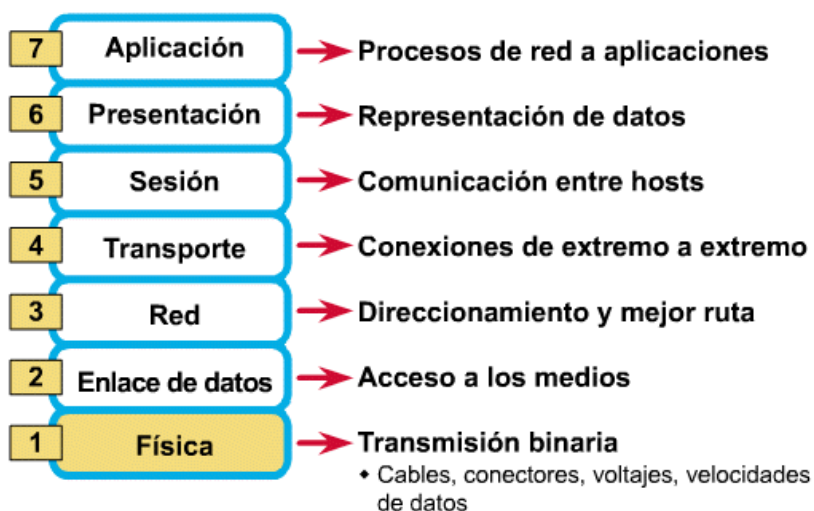 7 Aplicación Procesos de red a aplicaciones
6 Presentación Representación de datos
5 Sesión Comunicación entre hosts
4 Transporte Conexiones de extremo a extremo
3 Red Direccionamiento y mejor ruta
2 Enlace de datos Acceso a los medios
1 Física Transmisión binaria
• Cables, conectores, voltajes, velocidades
de datos